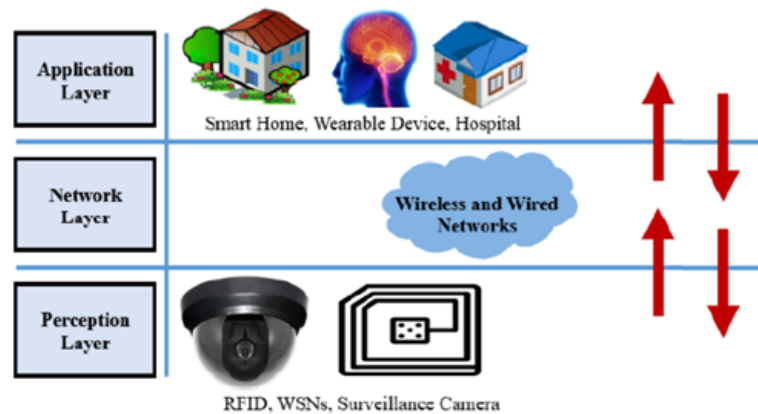 Application
Layer
Smart Home, Wearable Device, Hospital
Network
Layer
Wireless and Wired
Networks
Perception
Layer
RFID, WSNs, Surveillance Camera